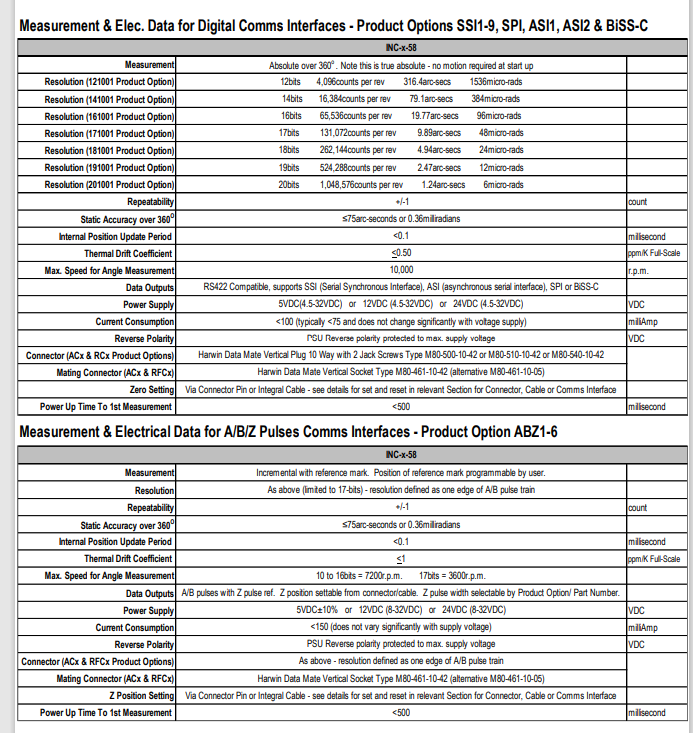 Measurement & Elec. Data for Digital Comms Interfaces - Product Options SSI1-9, SPI, ASI1, ASI2 & BiSS-C
INC-x-58
Measurement Absolute over 360°. Note this is true absolute - no motion required at start up
Resolution (121001 Product Option) 12bits 4,096counts per rev 316.4arc-secs 1536micro-rads
Resolution (141001 Product Option) 14bits 16,384counts per rev 79.1arc-secs 384micro-rads
Resolution (161001 Product Option) 16bits 65,536counts per rev 19.77arc-secs 96micro-rads
Resolution (171001 Product Option) 17bits 131,072counts per rev 9.89arc-secs 48micro-rads
Resolution (181001 Product Option) 18bits 262,144counts per rev 4.94arc-secs 24micro-rads
Resolution (191001 Product Option) 19bits 524,288counts per rev 2.47arc-secs 12micro-rads
Resolution (201001 Product Option) 20bits 1,048,576counts per rev 1.24arc-secs 6micro-rads
Repeatability +/-1 count
Static Accuracy over 360° ≤75arc-seconds or 0.36milliradians
Internal Position Update Period <0.1 millisecond
Thermal Drift Coefficient ≤0.50 ppm/K Full-Scale
Max. Speed for Angle Measurement 10,000 r.p.m.
Data Outputs RS422 Compatible, supports SSI (Serial Synchronous Interface), ASI (asynchronous serial interface), SPI or BiSS-C
Power Supply 5VDC(4.5-32VDC) or 12VDC (4.5-32VDC) or 24VDC (4.5-32VDC) VDC
Current Consumption <100 (typically <75 and does not change significantly with voltage supply) milliAmp
Reverse Polarity PSU Reverse polarity protected to max. supply voltage VDC
Connector (ACx & RCx Product Options) Harwin Data Mate Vertical Plug 10 Way with 2 Jack Screws Type M80-500-10-42 or M80-510-10-42 or M80-540-10-42
Mating Connector (ACx & RFCx) Harwin Data Mate Vertical Socket Type M80-461-10-42 (alternative M80-461-10-05)
Zero Setting Via Connector Pin or Integral Cable - see details for set and reset in relevant Section for Connector, Cable or Comms Interface
Power Up Time To 1st Measurement <500 millisecond
Measurement & Electrical Data for A/B/Z Pulses Comms Interfaces - Product Option ABZ1-6
INC-x-58
Measurement Incremental with reference mark. Position of reference mark programmable by user.
Resolution As above (limited to 17-bits) - resolution defined as one edge of A/B pulse train
Repeatability +/-1 count
Static Accuracy over 360° ≤75arc-seconds or 0.36milliradians
Internal Position Update Period <0.1 millisecond
Thermal Drift Coefficient ≤1 ppm/K Full-Scale
Max. Speed for Angle Measurement 10 to 16bits = 7200r.p.m. 17bits = 3600r.p.m.
Data Outputs A/B pulses with Z pulse ref. Z position settable from connector/cable. Z pulse width selectable by Product Option/ Part Number.
Power Supply 5VDC±10% or 12VDC (8-32VDC) or 24VDC (8-32VDC) VDC
Current Consumption <150 (does not vary significantly with supply voltage) milliAmp
Reverse Polarity PSU Reverse polarity protected to max. supply voltage VDC
Connector (ACx & RFCx Product Options) As above - resolution defined as one edge of A/B pulse train
Mating Connector (ACx & RFCx) Harwin Data Mate Vertical Socket Type M80-461-10-42 (alternative M80-461-10-05)
Z Position Setting Via Connector Pin or Integral Cable - see details for set and reset in relevant Section for Connector, Cable or Comms Interface
Power Up Time To 1st Measurement <500 millisecond